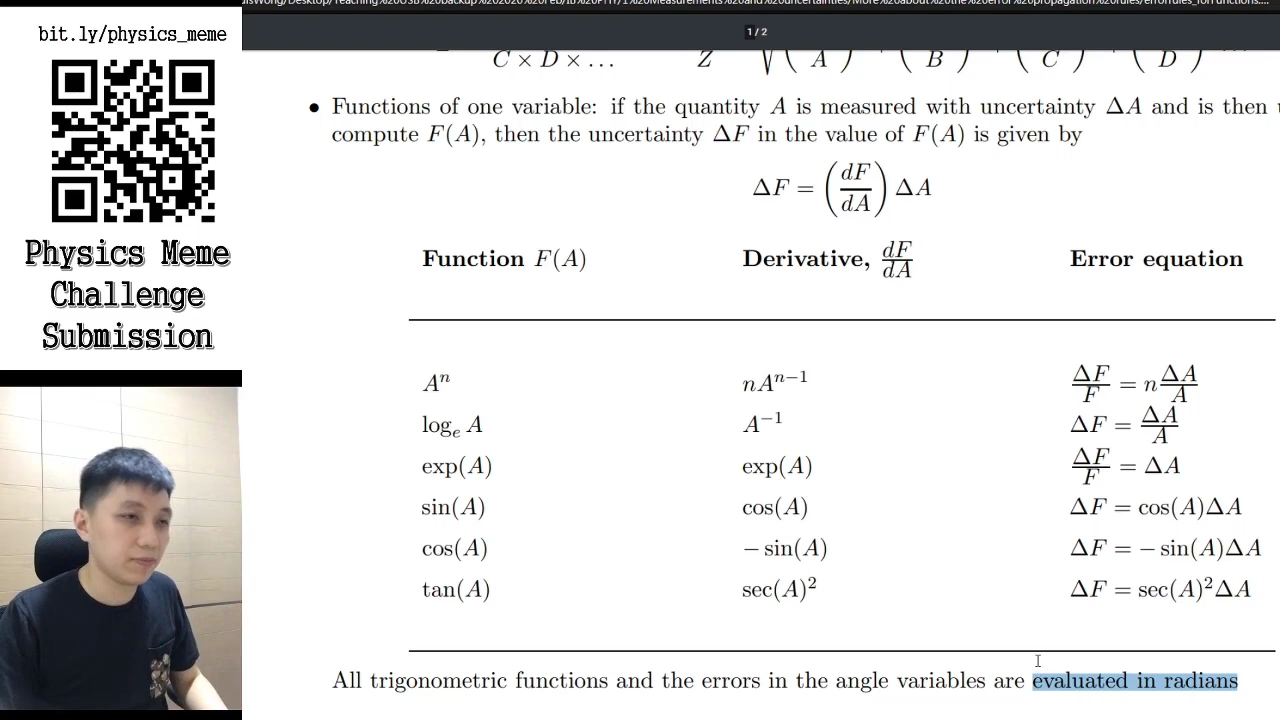 bit.ly/physics_meme
Physics Meme
Challenge
Submission
1 / 2
C × D × ... Z A B C D
• Functions of one variable: if the quantity A is measured with uncertainty ΔA and is then
compute F(A), then the uncertainty ΔF in the value of F(A) is given by
ΔF = (dF/dA) ΔA
Function F(A) Derivative, dF/dA Error equation
Aⁿ nAⁿ⁻¹ ΔF/F = n ΔA/A
logₑ A A⁻¹ ΔF = ΔA/A
exp(A) exp(A) ΔF/F = ΔA
sin(A) cos(A) ΔF = cos(A)ΔA
cos(A) − sin(A) ΔF = − sin(A)ΔA
tan(A) sec(A)² ΔF = sec(A)²ΔA
All trigonometric functions and the errors in the angle variables are evaluated in radians